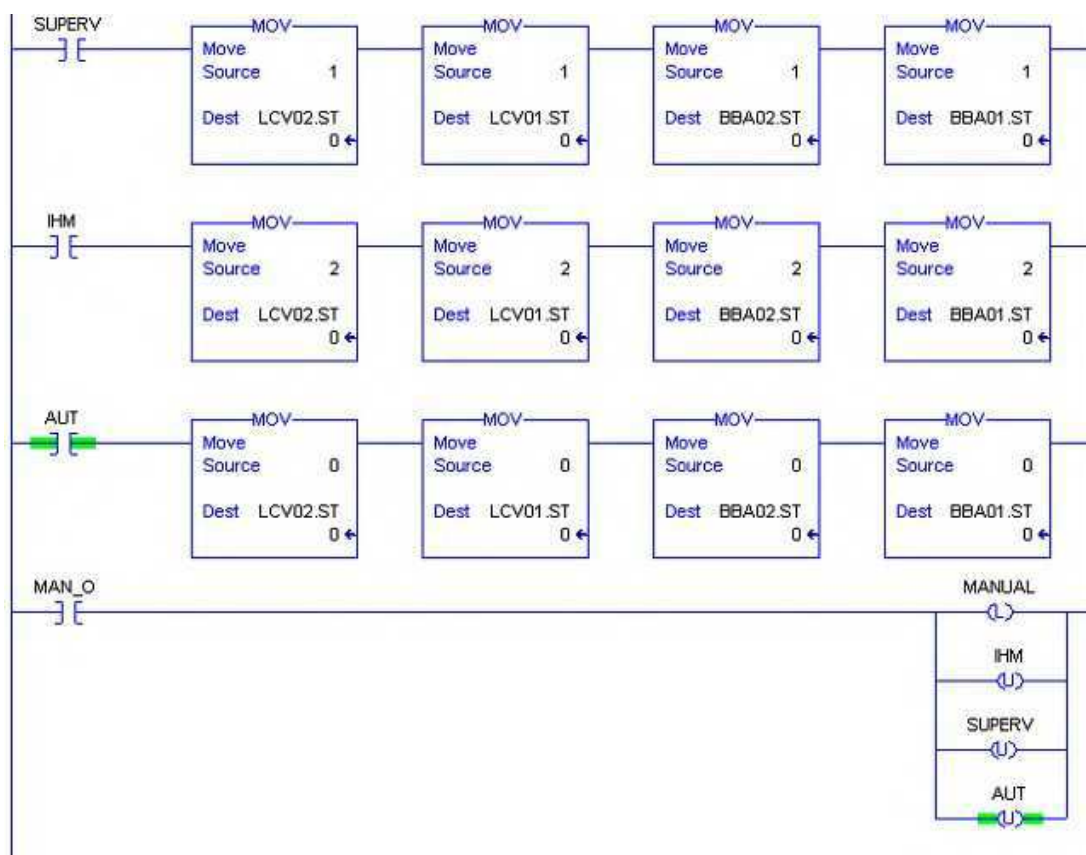 SUPERV
MOV MOV MOV MOV
Move Move Move Move
Source 1 Source 1 Source 1 Source 1
Dest LCV02.ST Dest LCV01.ST Dest BBA02.ST Dest BBA01.ST
0 0 0 0
IHM
MOV MOV MOV MOV
Move Move Move Move
Source 2 Source 2 Source 2 Source 2
Dest LCV02.ST Dest LCV01.ST Dest BBA02.ST Dest BBA01.ST
0 0 0 0
AUT
MOV MOV MOV MOV
Move Move Move Move
Source 0 Source 0 Source 0 Source 0
Dest LCV02.ST Dest LCV01.ST Dest BBA02.ST Dest BBA01.ST
0 0 0 0
MAN_O MANUAL
L
IHM
U
SUPERV
U
AUT
U